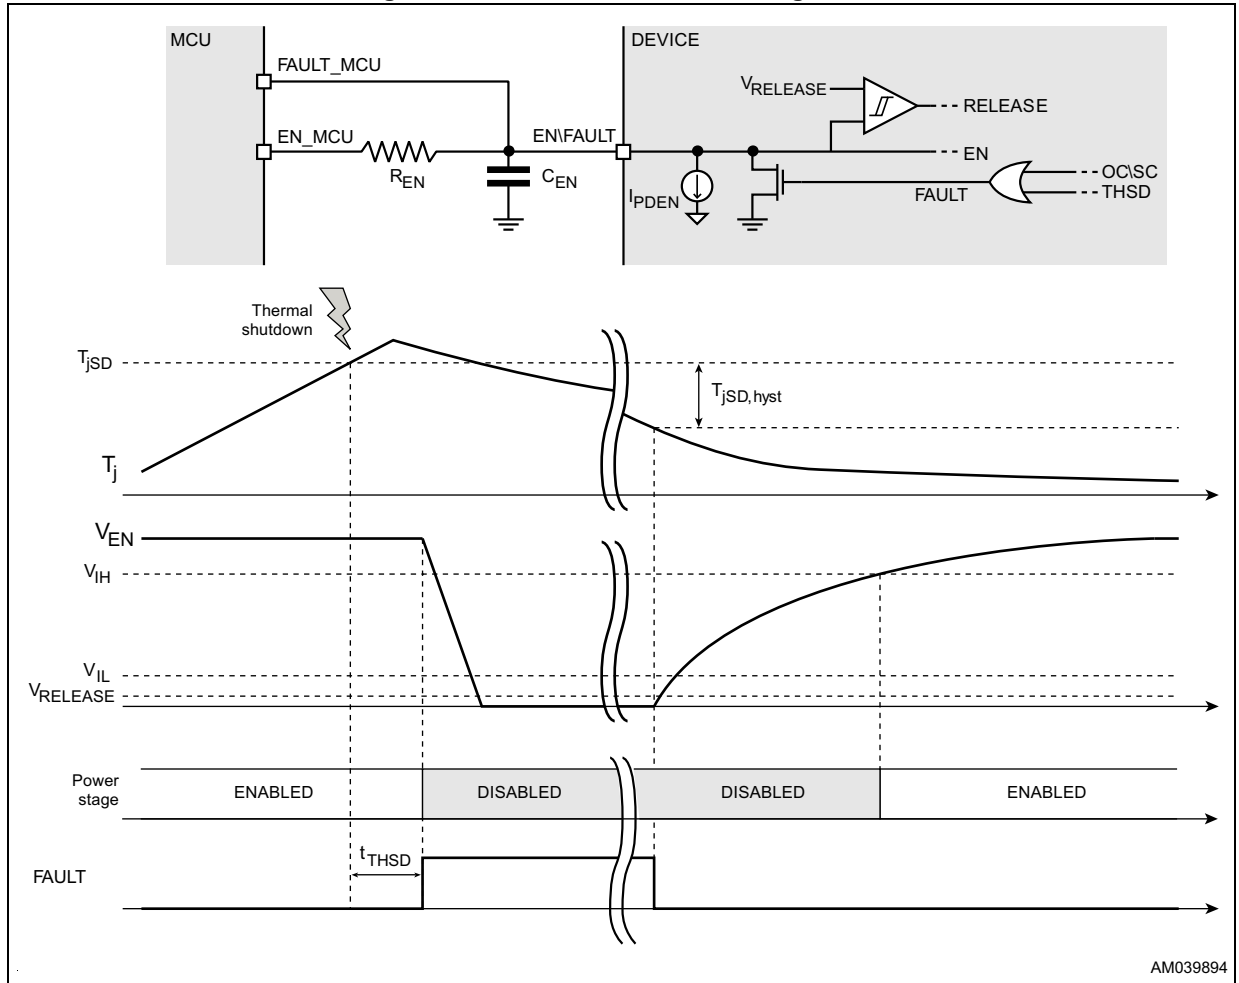 MCU
DEVICE
FAULT_MCU
VRELEASE
RELEASE
EN_MCU
EN\FAULT
EN
REN
CEN
IPDEN
FAULT
OC\SC
THSD
Thermal
shutdown
TjSD
TjSD, hyst
Tj
VEN
VIH
VIL
VRELEASE
Power
stage
ENABLED
DISABLED
DISABLED
ENABLED
tTHSD
FAULT
AM039894